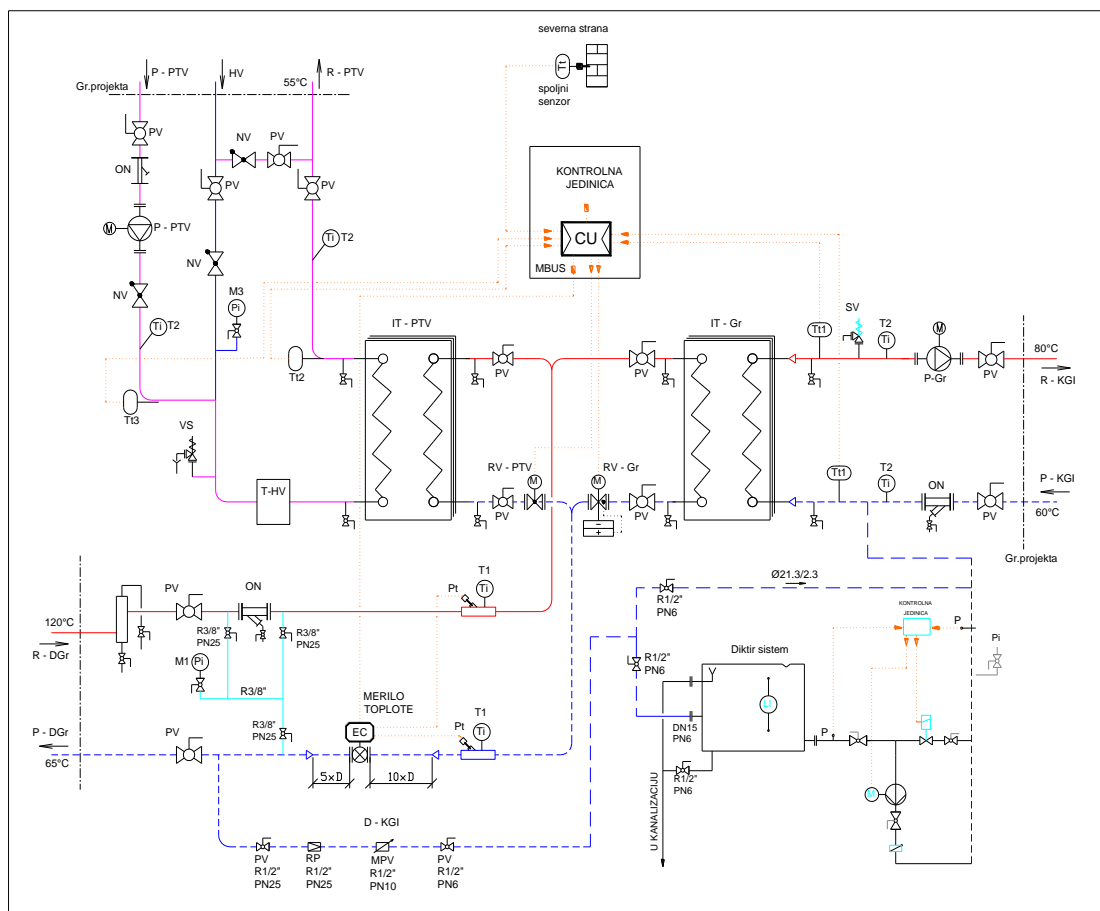 severna strana
P - PTV
HV
R - PTV
Gr.projekta
55°C
Tt
spoljni
senzor
PV
NV
PV
ON
PV
PV
KONTROLNA
JEDINICA
M
P - PTV
Ti
T2
CU
NV
MBUS
NV
M3
Pi
Ti
T2
SV
T2
M
IT - PTV
IT - Gr
Tt1
Ti
80°C
Tt2
PV
PV
P-Gr
PV
R - KGI
Tt3
VS
RV - PTV
RV - Gr
Tt1
T2
P - KGI
T-HV
M
M
Ti
ON
60°C
PV
PV
PV
-
+
Gr.projekta
T1
Ø21.3/2.3
PV
ON
Pt
Ti
R1/2"
PN6
KONTROLNA
JEDINICA
120°C
R3/8"
PN25
R3/8"
PN25
P
Pi
R - DGr
M1
Pi
R1/2"
PN6
Diktir sistem
R3/8"
MERILO
TOPLOTE
T1
LI
P - DGr
PV
R3/8"
PN25
EC
Pt
Ti
DN15
PN6
P
65°C
5×D
10×D
R1/2"
PN6
M
D - KGI
U KANALIZACIJU
PV
R1/2"
PN25
RP
R1/2"
PN25
MPV
R1/2"
PN10
PV
R1/2"
PN6